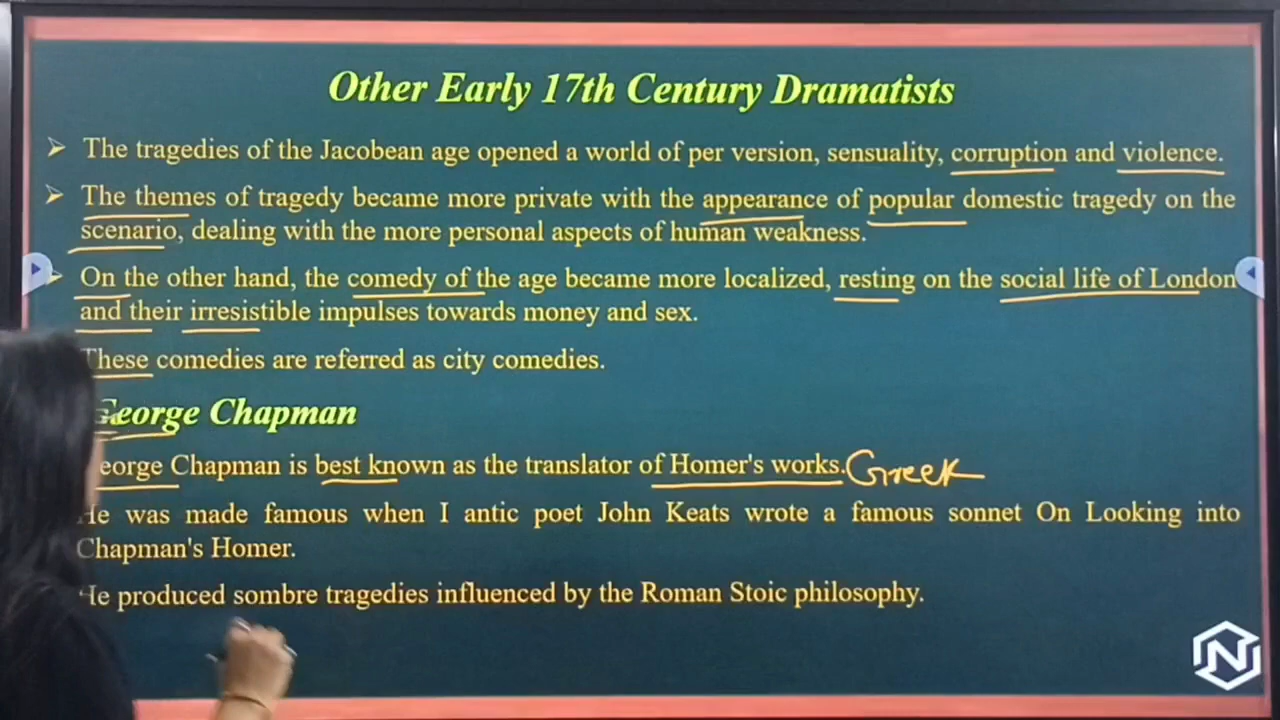 Other Early 17th Century Dramatists
The tragedies of the Jacobean age opened a world of per version, sensuality, corruption and violence.
The themes of tragedy became more private with the appearance of popular domestic tragedy on the
scenario, dealing with the more personal aspects of human weakness.
On the other hand, the comedy of the age became more localized, resting on the social life of London
and their irresistible impulses towards money and sex.
These comedies are referred as city comedies.
George Chapman
George Chapman is best known as the translator of Homer's works. Greek
He was made famous when I antic poet John Keats wrote a famous sonnet On Looking into
Chapman's Homer.
He produced sombre tragedies influenced by the Roman Stoic philosophy.